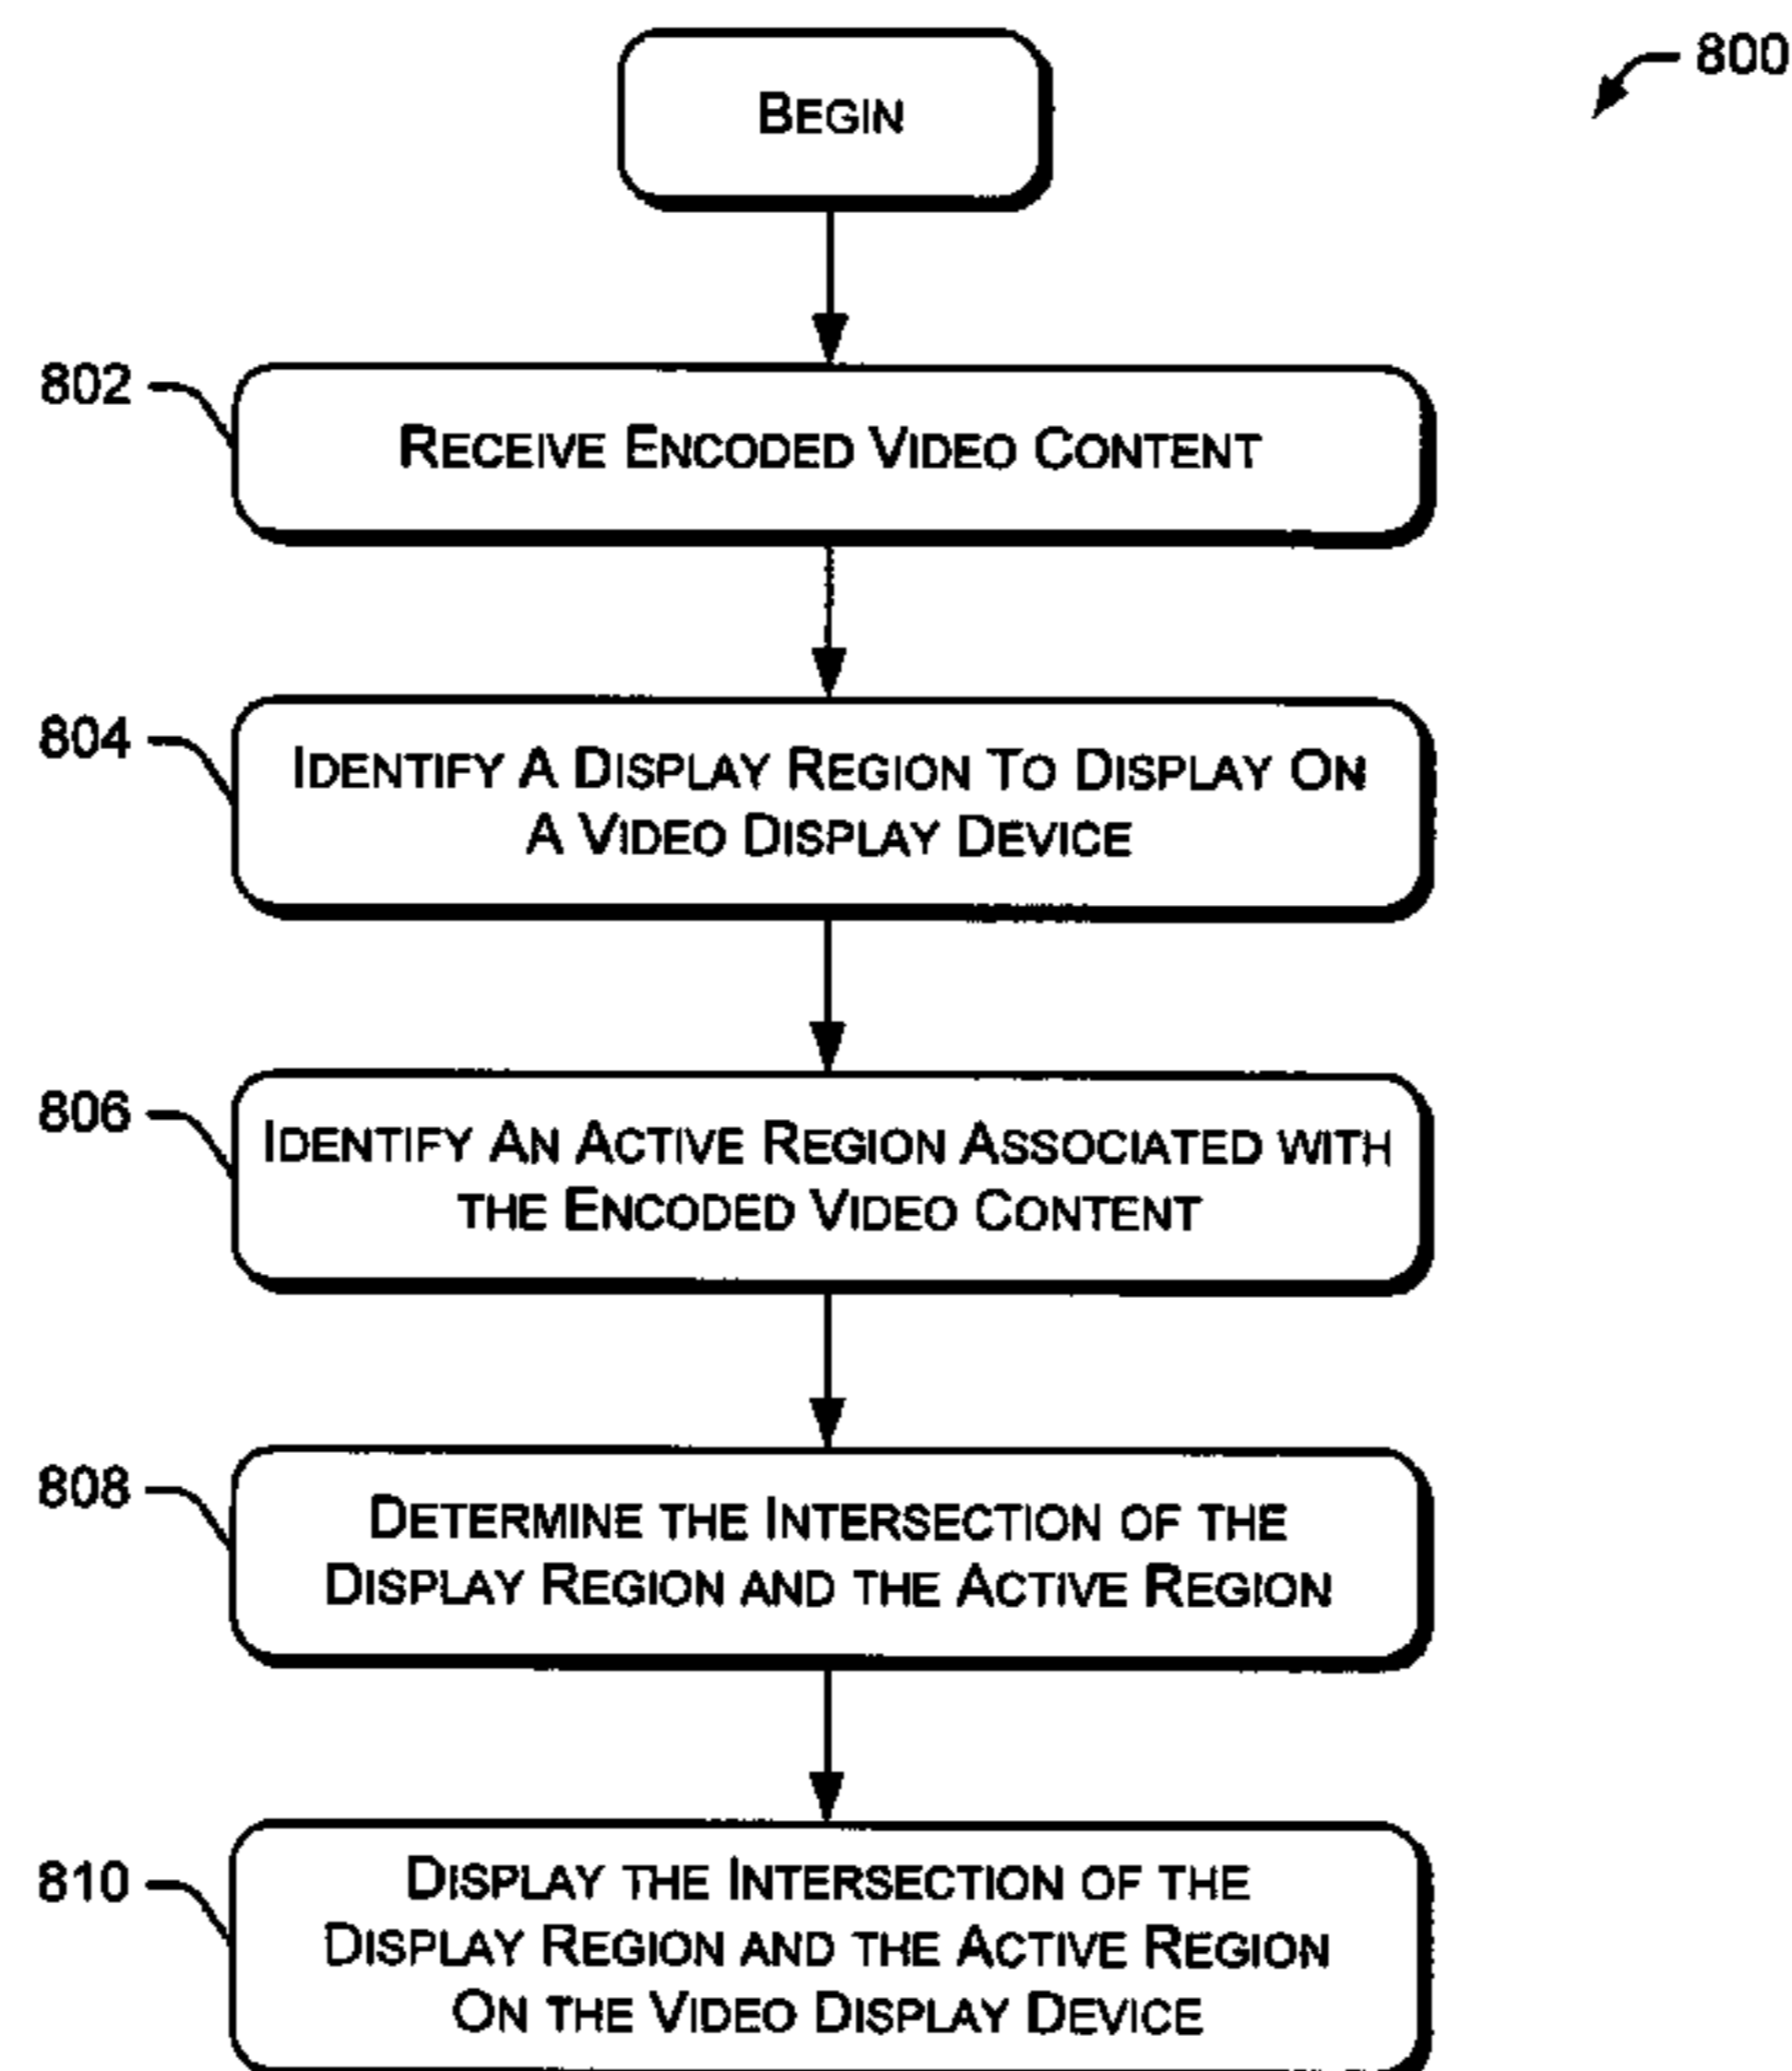 800
BEGIN
802
RECEIVE ENCODED VIDEO CONTENT
804
IDENTIFY A DISPLAY REGION TO DISPLAY ON
A VIDEO DISPLAY DEVICE
806
IDENTIFY AN ACTIVE REGION ASSOCIATED WITH
THE ENCODED VIDEO CONTENT
808
DETERMINE THE INTERSECTION OF THE
DISPLAY REGION AND THE ACTIVE REGION
810
DISPLAY THE INTERSECTION OF THE
DISPLAY REGION AND THE ACTIVE REGION
ON THE VIDEO DISPLAY DEVICE